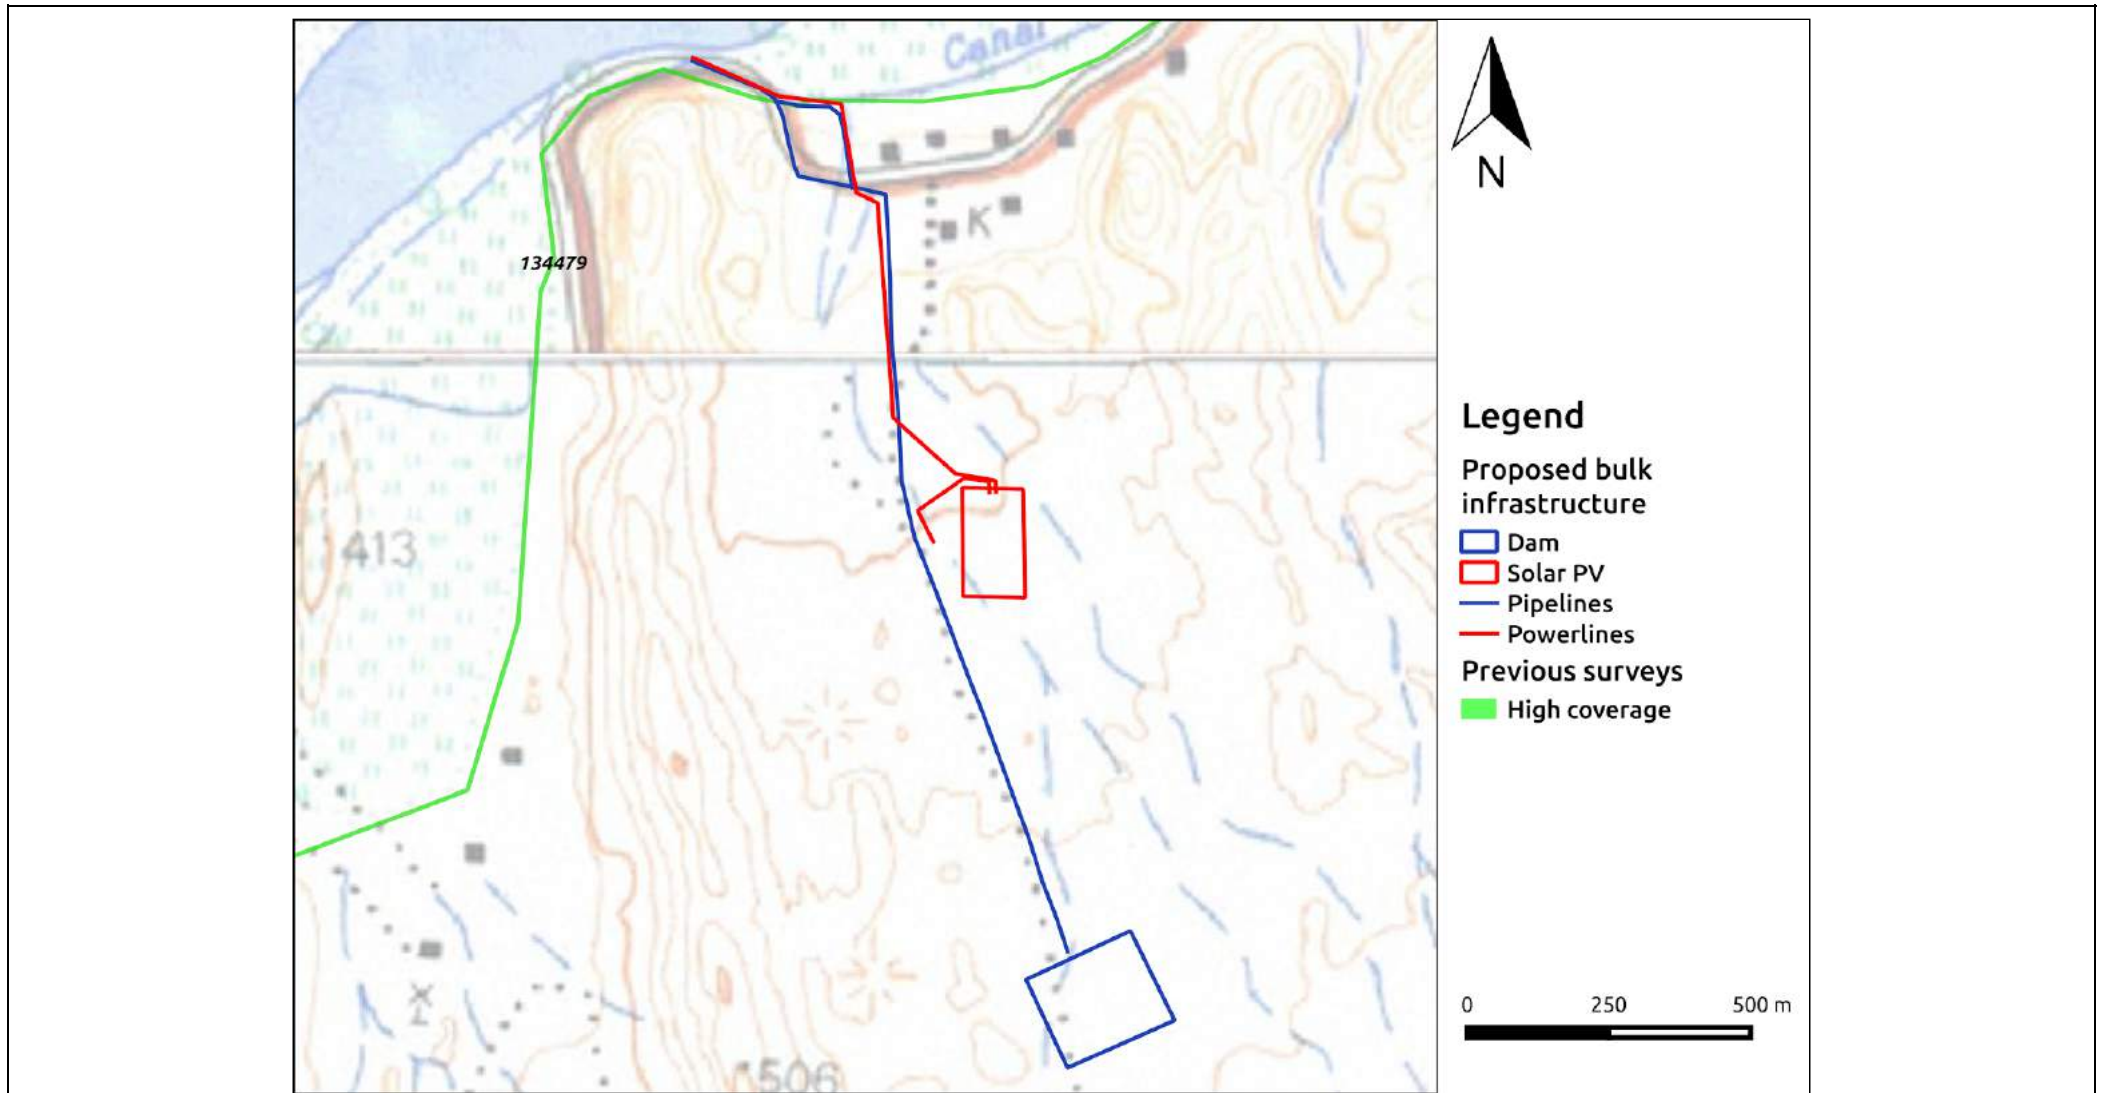 Canal
N
K
134479
413
Legend
Proposed bulk
infrastructure
Dam
Solar PV
Pipelines
Powerlines
Previous surveys
High coverage
0 250 500 m
506